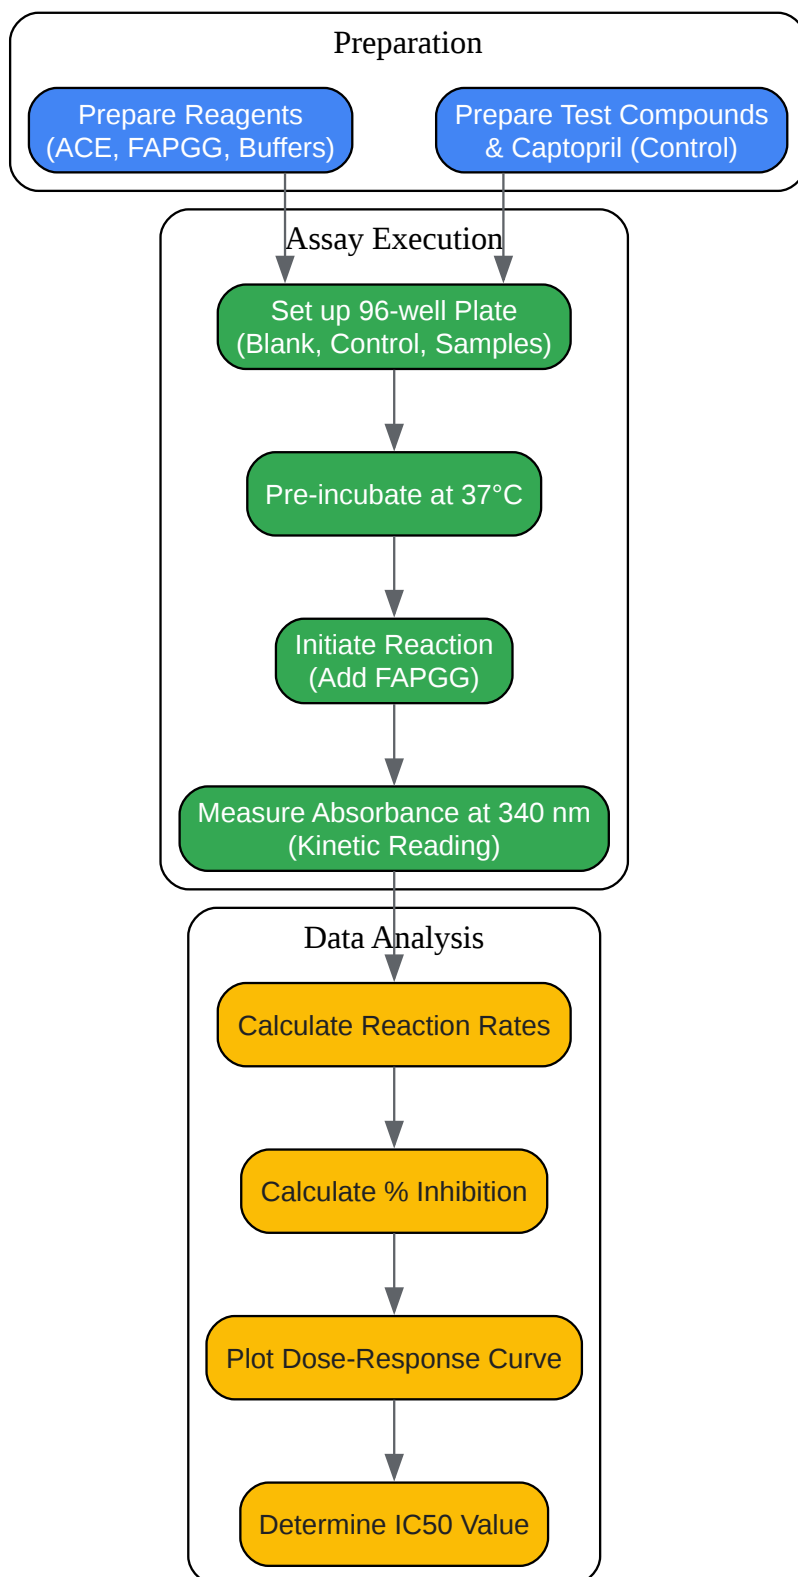 Preparation
Prepare Reagents
(ACE, FAPGG, Buffers)
Prepare Test Compounds
& Captopril (Control)
Assay Execution
Set up 96-well Plate
(Blank, Control, Samples)
Pre-incubate at 37°C
Initiate Reaction
(Add FAPGG)
Measure Absorbance at 340 nm
(Kinetic Reading)
Data Analysis
Calculate Reaction Rates
Calculate % Inhibition
Plot Dose-Response Curve
Determine IC50 Value